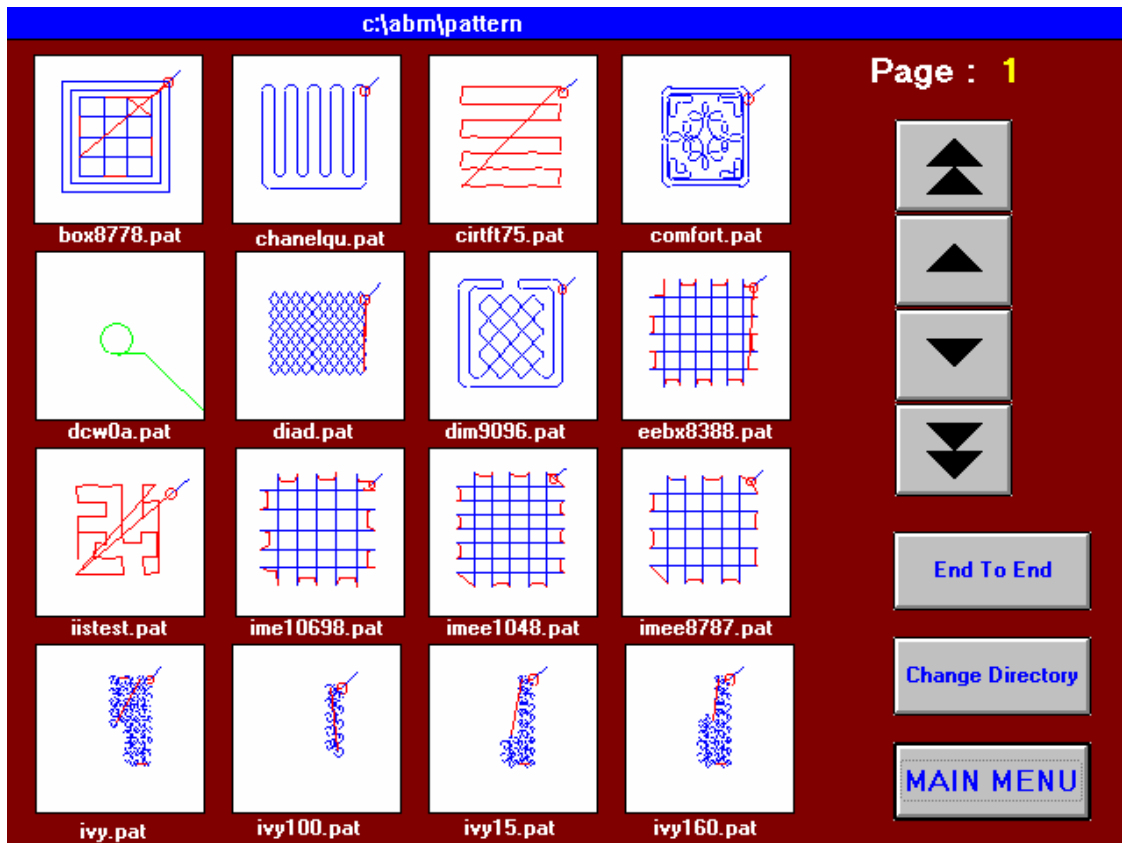 c:\abm\pattern
Page : 1
box8778.pat
chanelqu.pat
cirtft75.pat
comfort.pat
dcw0a.pat
diad.pat
dim9096.pat
eebx8388.pat
iistest.pat
ime10698.pat
imee1048.pat
imee8787.pat
ivy.pat
ivy100.pat
ivy15.pat
ivy160.pat
End To End
Change Directory
MAIN MENU